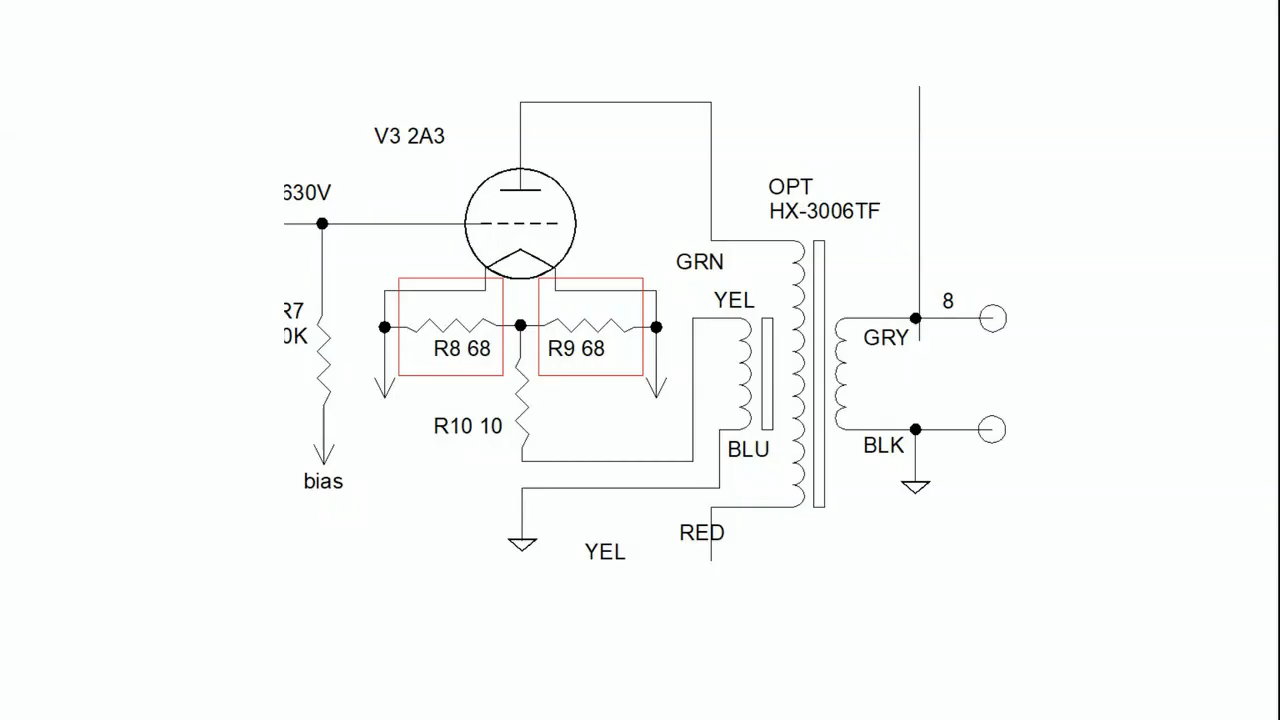 V3 2A3
630V
OPT
HX-3006TF
GRN
YEL
8
R7
0K
GRY
R8 68
R9 68
R10 10
BLU
BLK
bias
RED
YEL